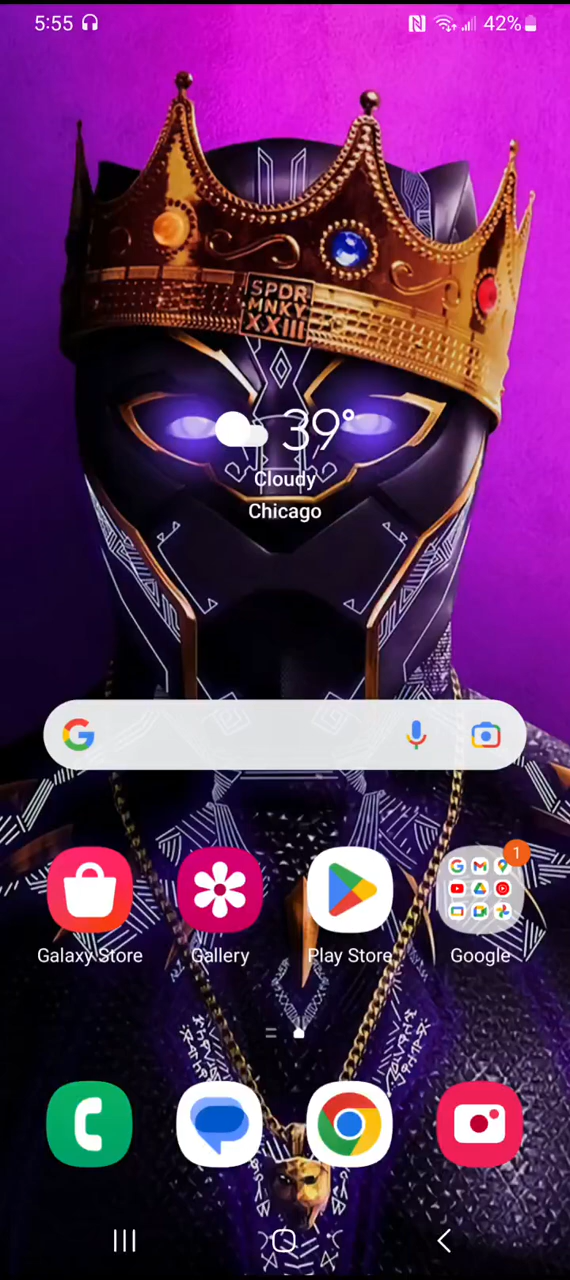 5:55
42%
SPDR
MNKY
XXIII
39°
Cloudy
Chicago
1
Galaxy Store
Gallery
Play Store
Google